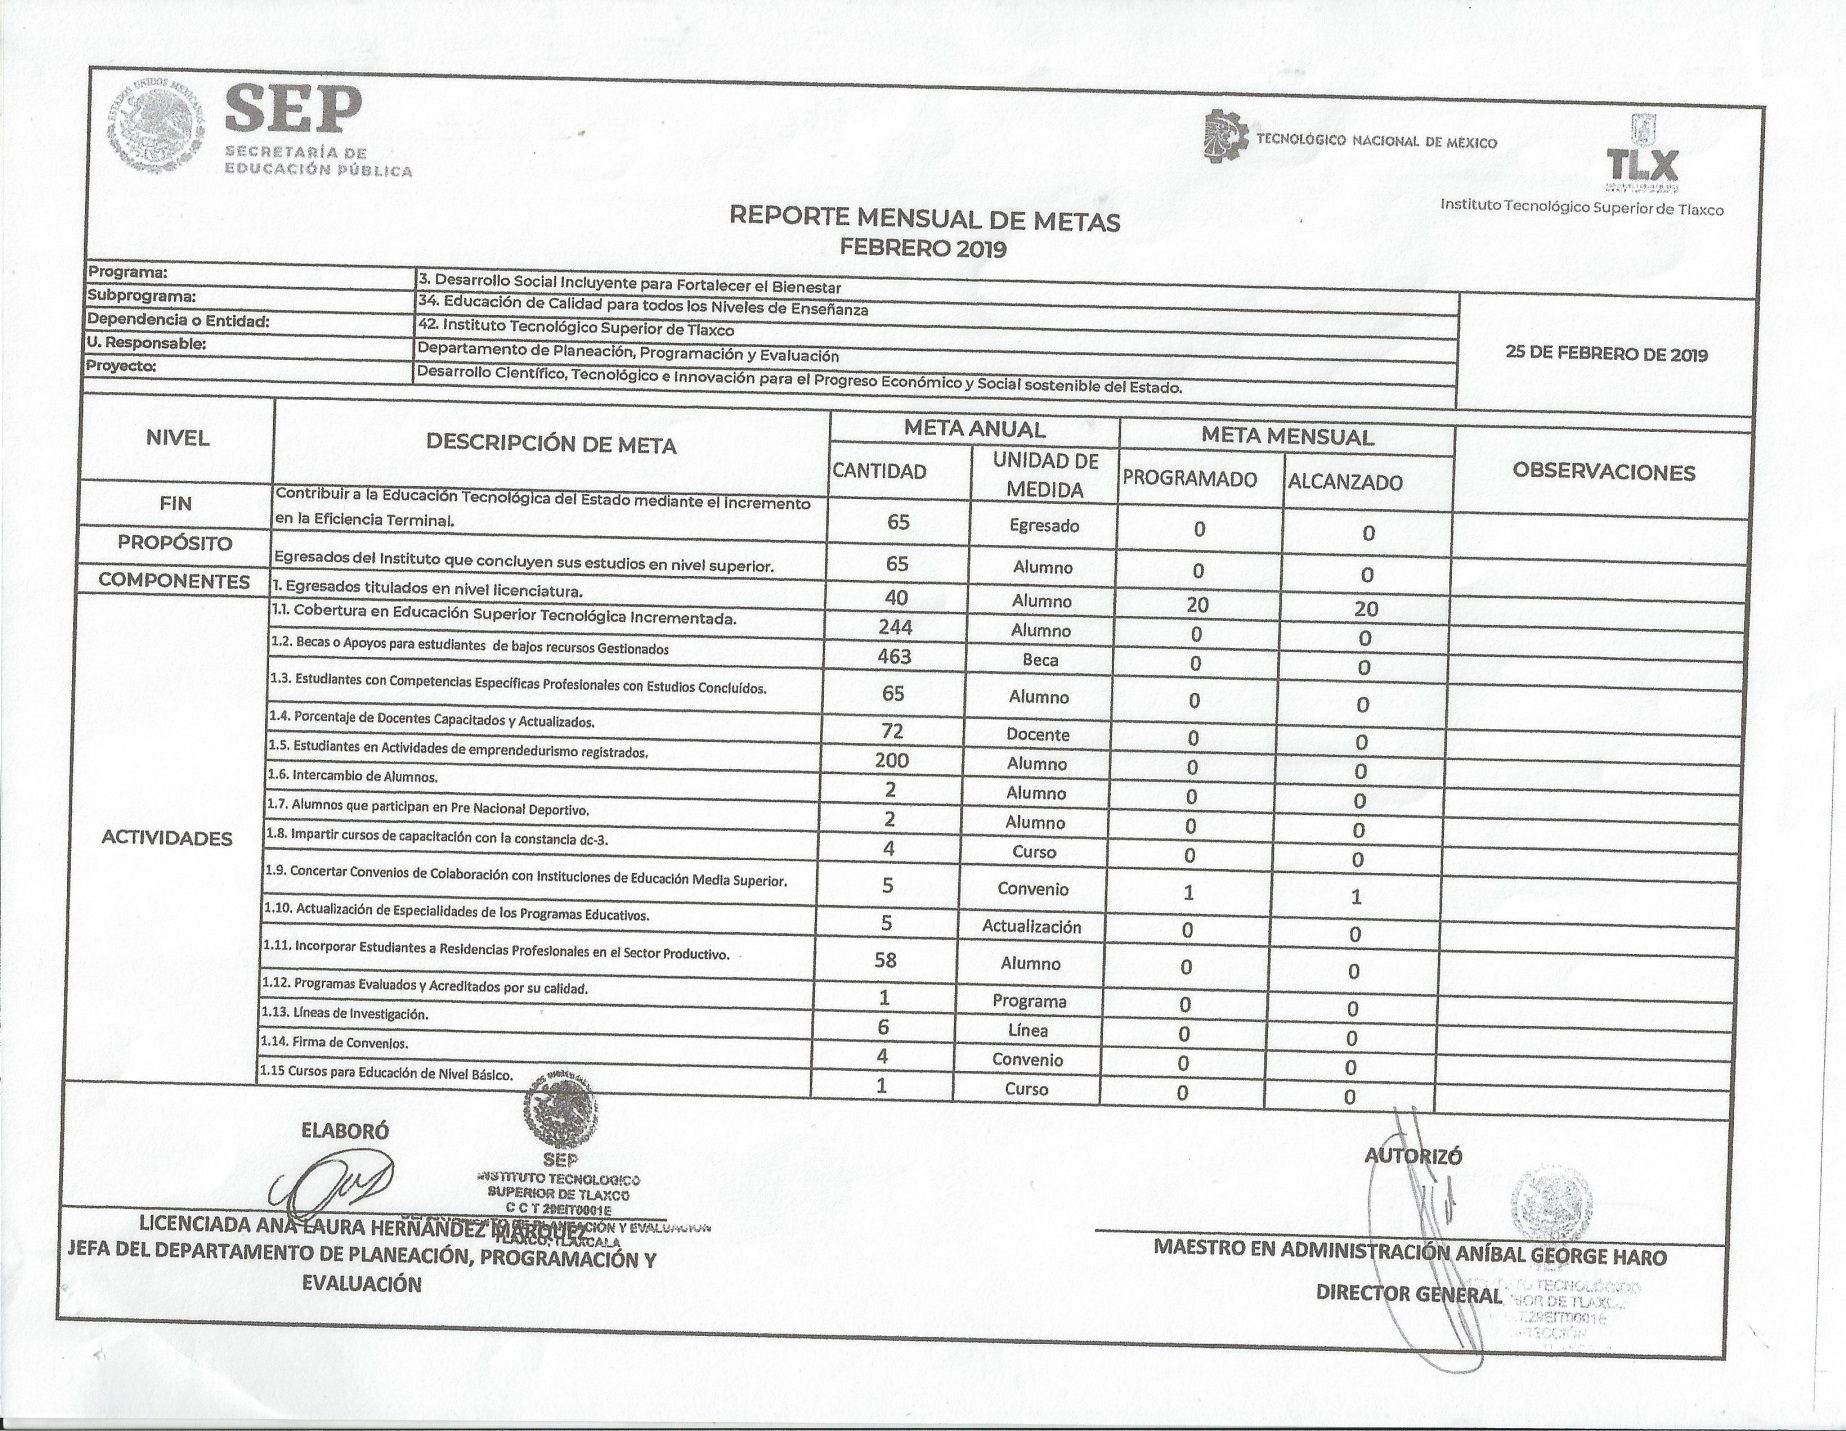 SEP
SECRETARÍA DE
EDUCACIÓN PÚBLICA
TECNOLÓGICO NACIONAL DE MÉXICO
TLX
Instituto Tecnológico Superior de Tlaxco
REPORTE MENSUAL DE METAS
FEBRERO 2019
Programa: 3. Desarrollo Social Incluyente para Fortalecer el Bienestar
Subprograma: 34. Educación de Calidad para todos los Niveles de Enseñanza
Dependencia o Entidad: 42. Instituto Tecnológico Superior de Tlaxco
U. Responsable: Departamento de Planeación, Programación y Evaluación
Proyecto: Desarrollo Científico, Tecnológico e Innovación para el Progreso Económico y Social sostenible del Estado.
25 DE FEBRERO DE 2019
NIVEL DESCRIPCIÓN DE META META ANUAL META MENSUAL OBSERVACIONES
CANTIDAD UNIDAD DE MEDIDA PROGRAMADO ALCANZADO
FIN Contribuir a la Educación Tecnológica del Estado mediante el incremento
en la Eficiencia Terminal. 65 Egresado 0 0
PROPÓSITO Egresados del Instituto que concluyen sus estudios en nivel superior. 65 Alumno 0 0
COMPONENTES 1. Egresados titulados en nivel licenciatura. 40 Alumno 20 20
ACTIVIDADES
1.1. Cobertura en Educación Superior Tecnológica Incrementada. 244 Alumno 0 0
1.2. Becas o Apoyos para estudiantes de bajos recursos Gestionados 463 Beca 0 0
1.3. Estudiantes con Competencias Específicas Profesionales con Estudios Concluídos. 65 Alumno 0 0
1.4. Porcentaje de Docentes Capacitados y Actualizados. 72 Docente 0 0
1.5. Estudiantes en Actividades de emprendedurismo registrados. 200 Alumno 0 0
1.6. Intercambio de Alumnos. 2 Alumno 0 0
1.7. Alumnos que participan en Pre Nacional Deportivo. 2 Alumno 0 0
1.8. Impartir cursos de capacitación con la constancia dc-3. 4 Curso 0 0
1.9. Concertar Convenios de Colaboración con Instituciones de Educación Media Superior. 5 Convenio 1 1
1.10. Actualización de Especialidades de los Programas Educativos. 5 Actualización 0 0
1.11. Incorporar Estudiantes a Residencias Profesionales en el Sector Productivo. 58 Alumno 0 0
1.12. Programas Evaluados y Acreditados por su calidad. 1 Programa 0 0
1.13. Líneas de Investigación. 6 Línea 0 0
1.14. Firma de Convenios. 4 Convenio 0 0
1.15 Cursos para Educación de Nivel Básico. 1 Curso 0 0
ELABORÓ
SEP
INSTITUTO TECNOLOGICO
SUPERIOR DE TLAXCO
C C T 29EIT0001E
PLANEACIÓN Y EVALUACION
TLAXCO, TLAXCALA
LICENCIADA ANA LAURA HERNÁNDEZ MÁRQUEZ
JEFA DEL DEPARTAMENTO DE PLANEACIÓN, PROGRAMACIÓN Y
EVALUACIÓN
AUTORIZÓ
MAESTRO EN ADMINISTRACIÓN ANÍBAL GEORGE HARO
DIRECTOR GENERAL